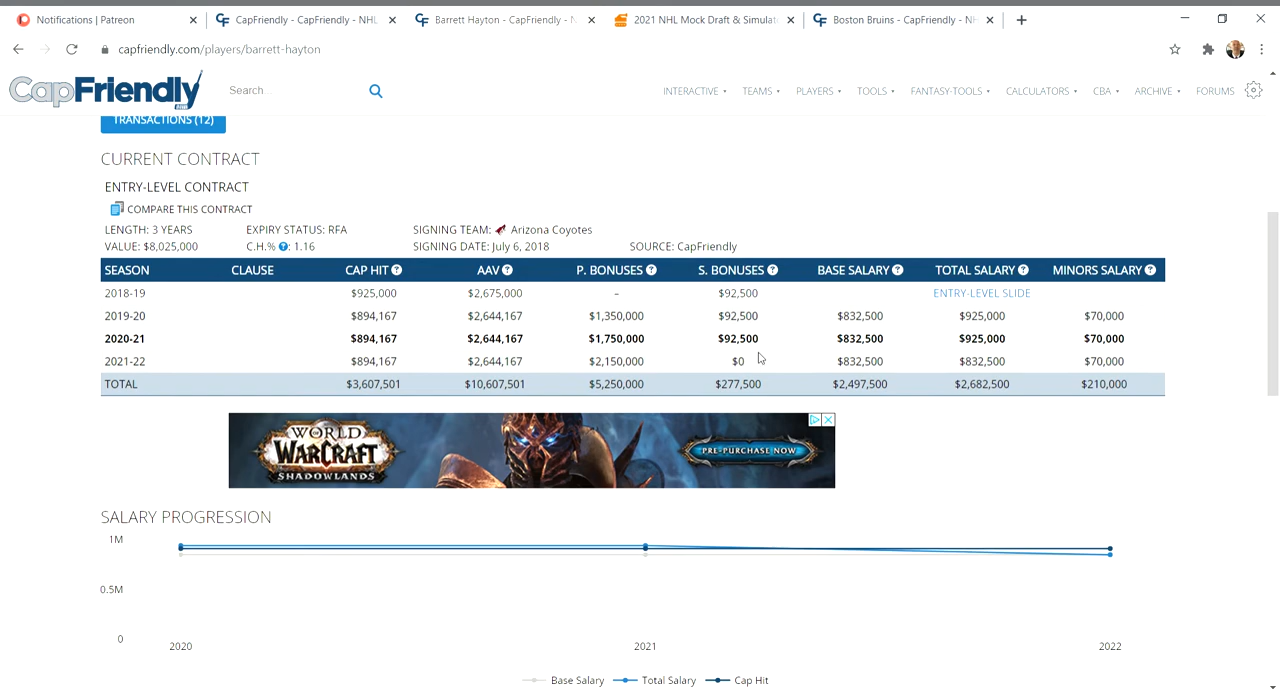 Notifications | Patreon
CapFriendly - CapFriendly - NHL
Barrett Hayton - CapFriendly - N
2021 NHL Mock Draft & Simulat
Boston Bruins - CapFriendly - NH
capfriendly.com/players/barrett-hayton
CapFriendly
Search...
INTERACTIVE TEAMS PLAYERS TOOLS FANTASY-TOOLS CALCULATORS CBA ARCHIVE FORUMS
TRANSACTIONS (12)
CURRENT CONTRACT
ENTRY-LEVEL CONTRACT
COMPARE THIS CONTRACT
LENGTH: 3 YEARS EXPIRY STATUS: RFA SIGNING TEAM: Arizona Coyotes
VALUE: $8,025,000 C.H.% ?: 1.16 SIGNING DATE: July 6, 2018 SOURCE: CapFriendly
SEASON CLAUSE CAP HIT ? AAV ? P. BONUSES ? S. BONUSES ? BASE SALARY ? TOTAL SALARY ? MINORS SALARY ?
2018-19 $925,000 $2,675,000 – $92,500 ENTRY-LEVEL SLIDE
2019-20 $894,167 $2,644,167 $1,350,000 $92,500 $832,500 $925,000 $70,000
2020-21 $894,167 $2,644,167 $1,750,000 $92,500 $832,500 $925,000 $70,000
2021-22 $894,167 $2,644,167 $2,150,000 $0 $832,500 $832,500 $70,000
TOTAL $3,607,501 $10,607,501 $5,250,000 $277,500 $2,497,500 $2,682,500 $210,000
WORLD
WARCRAFT
SHADOWLANDS
PRE-PURCHASE NOW
SALARY PROGRESSION
1M
0.5M
0
2020 2021 2022
Base Salary Total Salary Cap Hit